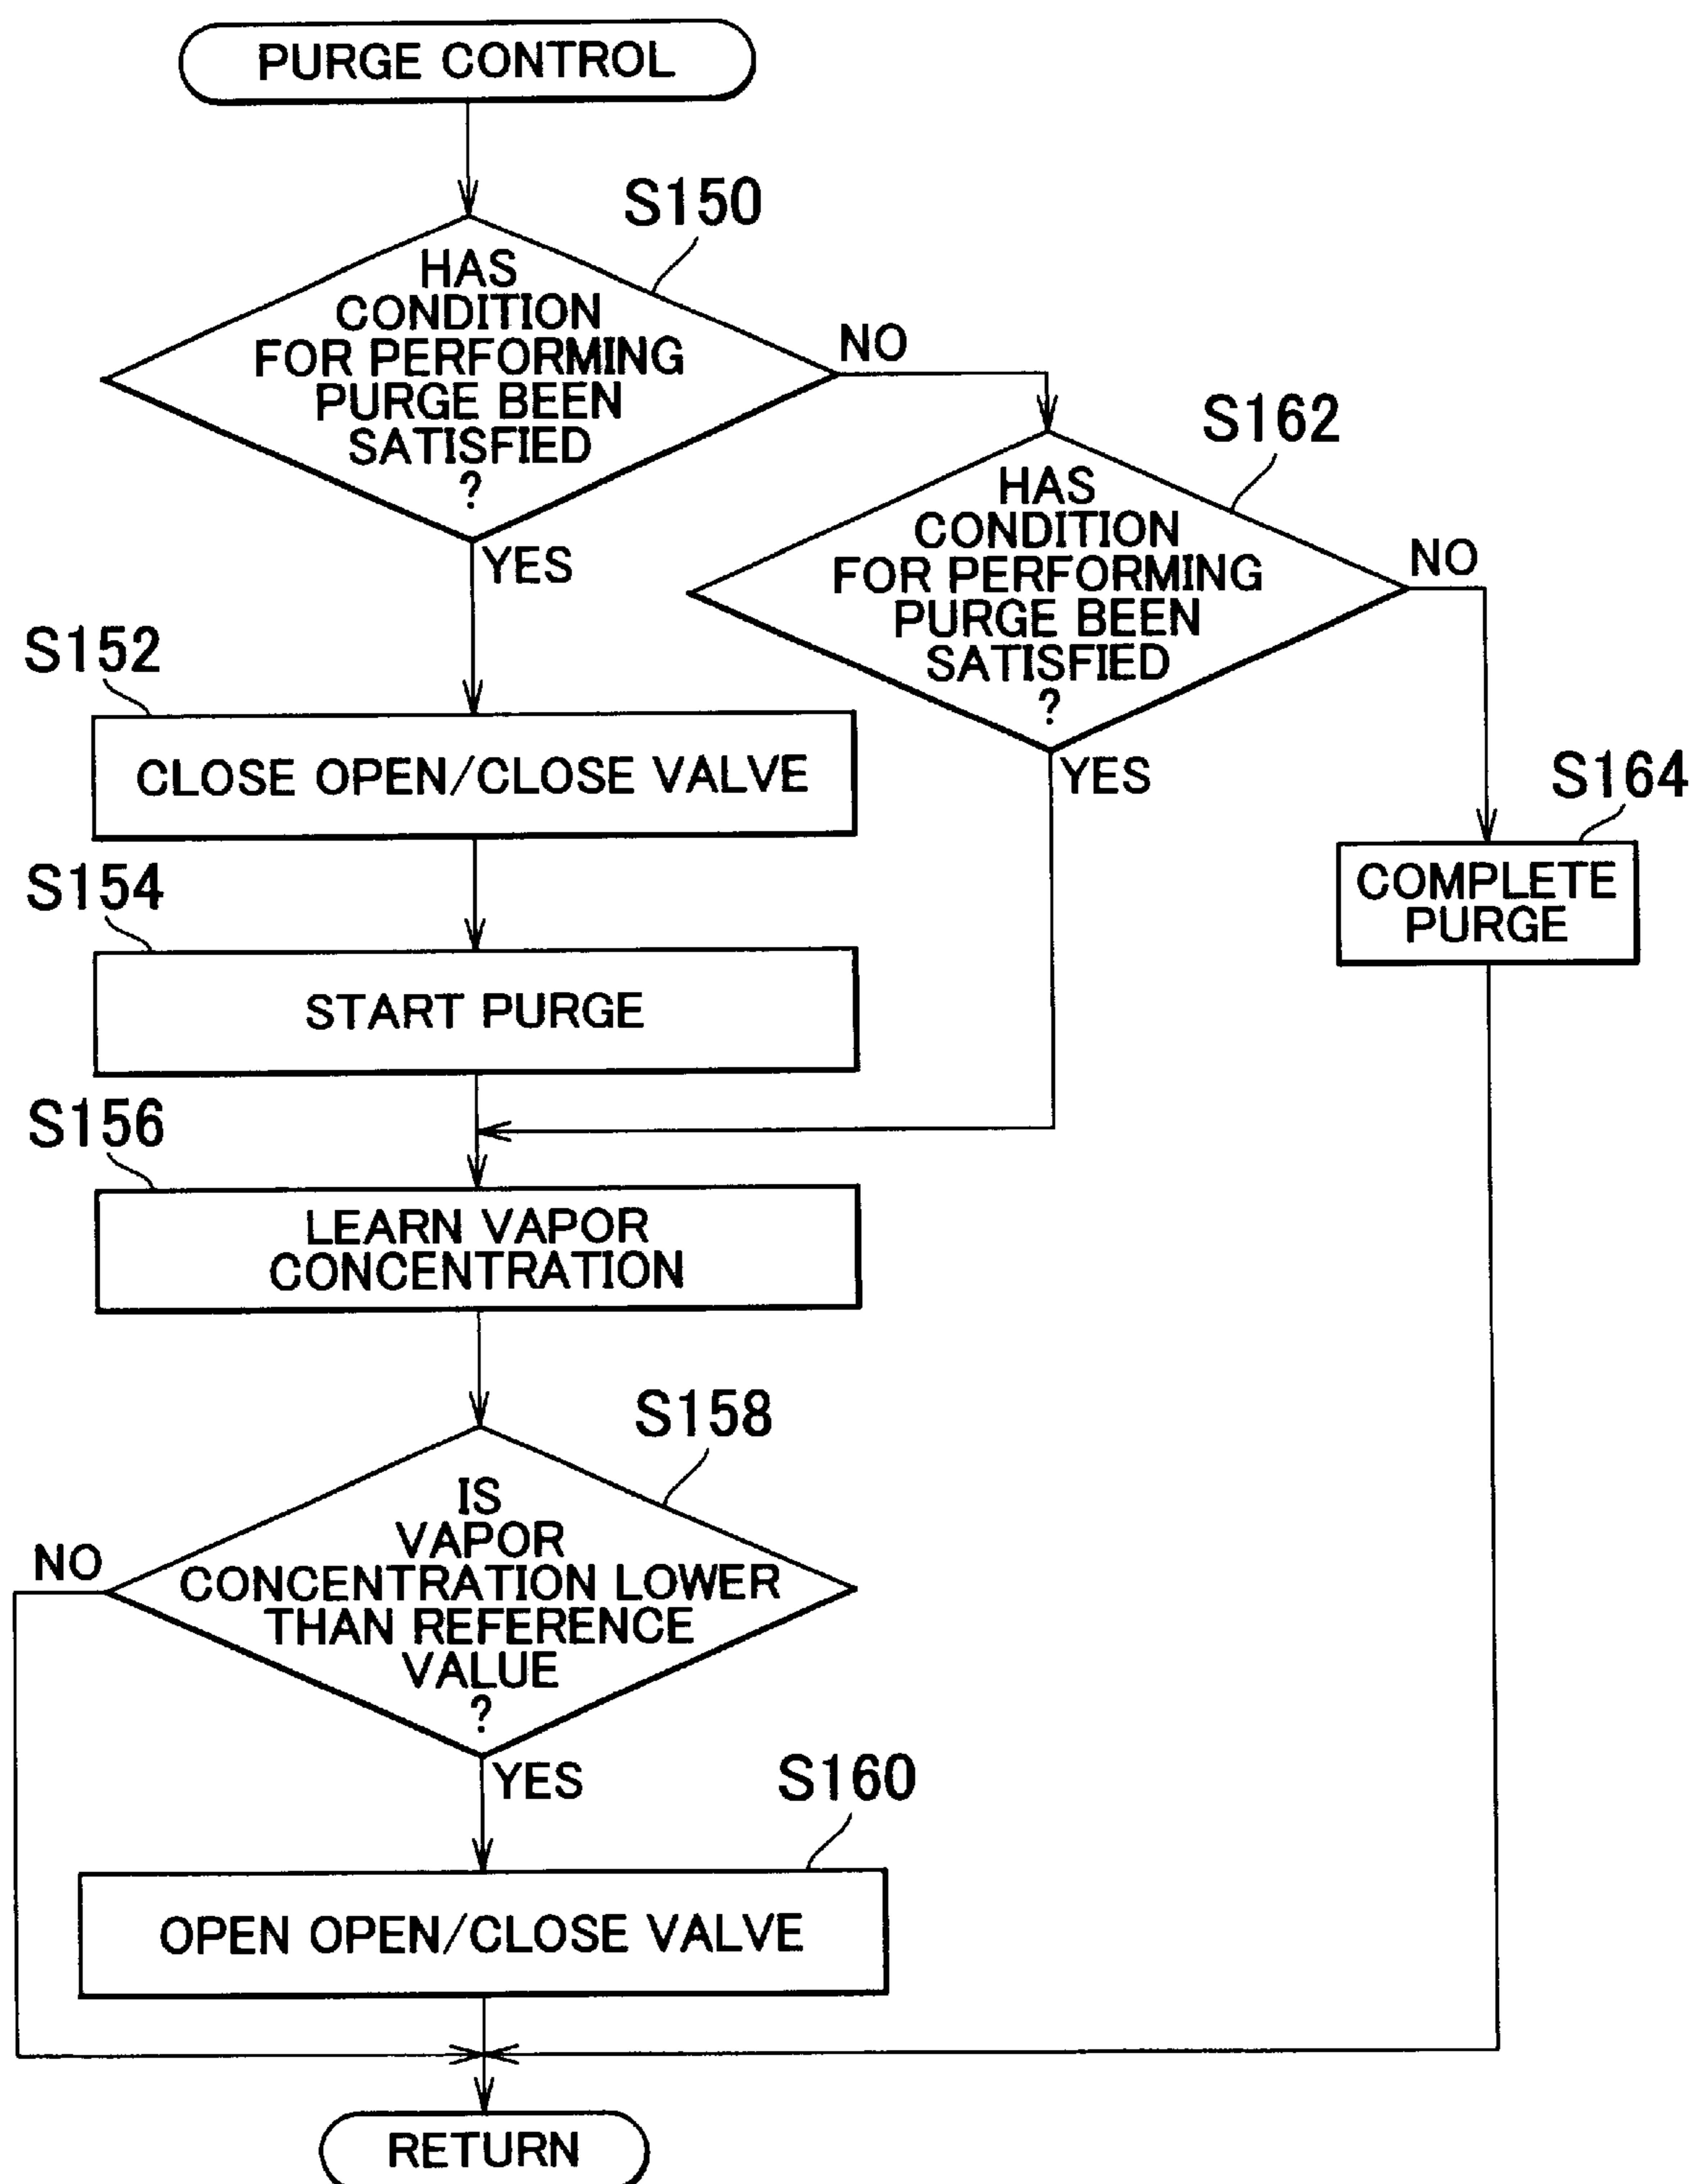 PURGE CONTROL
S150
HAS
CONDITION
FOR PERFORMING
PURGE BEEN
SATISFIED
?
NO
YES
S162
HAS
CONDITION
FOR PERFORMING
PURGE BEEN
SATISFIED
?
NO
YES
S152
CLOSE OPEN/CLOSE VALVE
S164
COMPLETE
PURGE
S154
START PURGE
S156
LEARN VAPOR
CONCENTRATION
S158
IS
VAPOR
CONCENTRATION LOWER
THAN REFERENCE
VALUE
?
NO
YES
S160
OPEN OPEN/CLOSE VALVE
RETURN